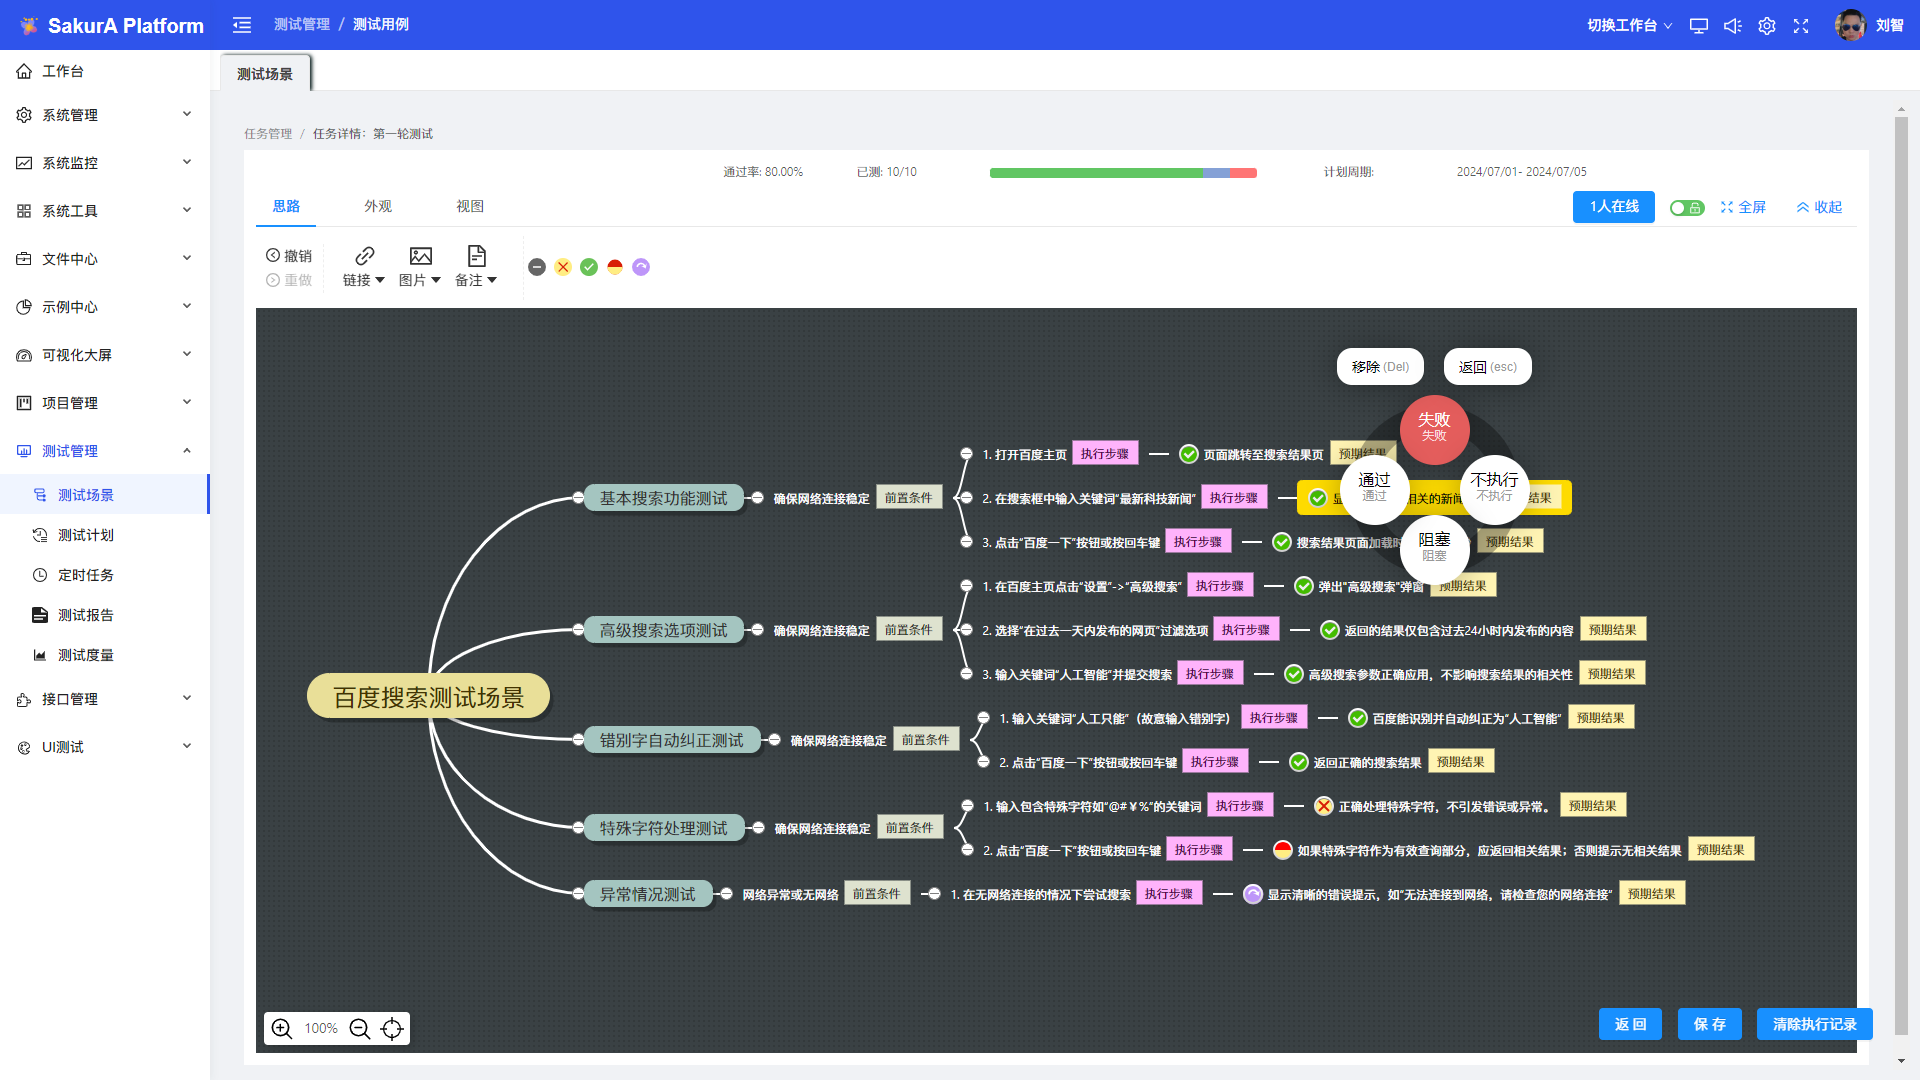 SakurA Platform
测试管理 / 测试用例
切换工作台
刘智
工作台
系统管理
系统监控
系统工具
文件中心
示例中心
可视化大屏
项目管理
测试管理
测试场景
测试计划
定时任务
测试报告
测试度量
接口管理
UI测试
测试场景
任务管理 / 任务详情：第一轮测试
通过率: 80.00%
已测: 10/10
计划周期:
2024/07/01- 2024/07/05
思路
外观
视图
1人在线
全屏
收起
撤销
重做
链接
图片
备注
移除 (Del)
返回 (esc)
失败
失败
通过
通过
不执行
不执行
阻塞
阻塞
百度搜索测试场景
基本搜索功能测试
确保网络连接稳定 前置条件
1. 打开百度主页 执行步骤
页面跳转至搜索结果页 预期结果
2. 在搜索框中输入关键词“最新科技新闻” 执行步骤
相关的新闻 结果
3. 点击“百度一下”按钮或按回车键 执行步骤
搜索结果页面加载时 预期结果
高级搜索选项测试
确保网络连接稳定 前置条件
1. 在百度主页点击“设置”->“高级搜索” 执行步骤
弹出"高级搜索"弹窗 预期结果
2. 选择“在过去一天内发布的网页”过滤选项 执行步骤
返回的结果仅包含过去24小时内发布的内容 预期结果
3. 输入关键词“人工智能”并提交搜索 执行步骤
高级搜索参数正确应用，不影响搜索结果的相关性 预期结果
错别字自动纠正测试
确保网络连接稳定 前置条件
1. 输入关键词“人工只能”（故意输入错别字） 执行步骤
百度能识别并自动纠正为“人工智能” 预期结果
2. 点击“百度一下”按钮或按回车键 执行步骤
返回正确的搜索结果 预期结果
特殊字符处理测试
确保网络连接稳定 前置条件
1. 输入包含特殊字符如“@#￥%”的关键词 执行步骤
正确处理特殊字符，不引发错误或异常。 预期结果
2. 点击“百度一下”按钮或按回车键 执行步骤
如果特殊字符作为有效查询部分，应返回相关结果；否则提示无相关结果 预期结果
异常情况测试
网络异常或无网络 前置条件
1. 在无网络连接的情况下尝试搜索 执行步骤
显示清晰的错误提示，如“无法连接到网络，请检查您的网络连接” 预期结果
100%
返 回
保 存
清除执行记录